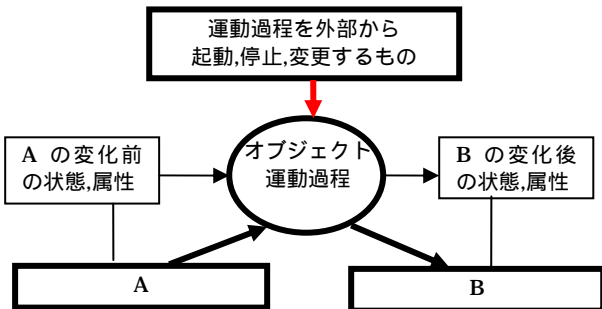 運動過程を外部から
起動,停止,変更するもの
A の変化前
の状態,属性
オブジェクト
運動過程
B の変化後
の状態,属性
A
B